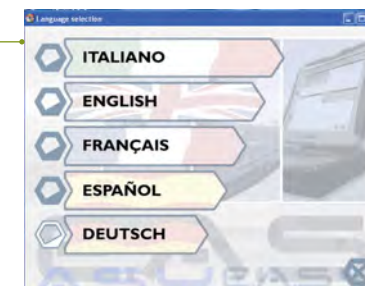 Language selection
ITALIANO
ENGLISH
FRANÇAIS
ESPAÑOL
DEUTSCH